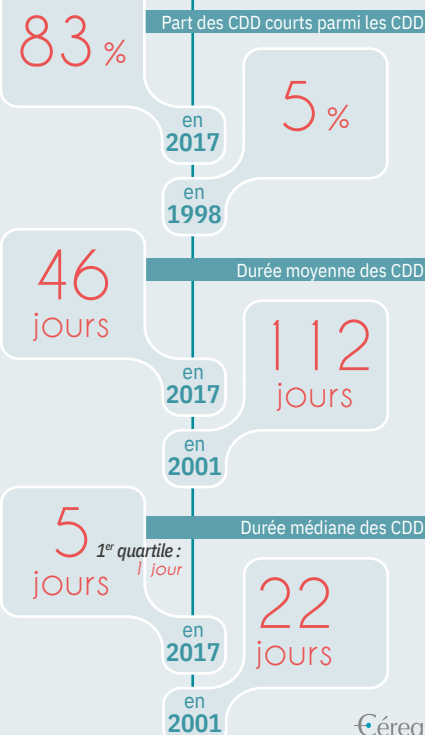 Part des CDD courts parmi les CDD
83 %
en
2017
5 %
en
1998
Durée moyenne des CDD
46
jours
en
2017
112
jours
en
2001
Durée médiane des CDD
5
jours
1er quartile :
1 jour
en
2017
22
jours
en
2001
Céreq